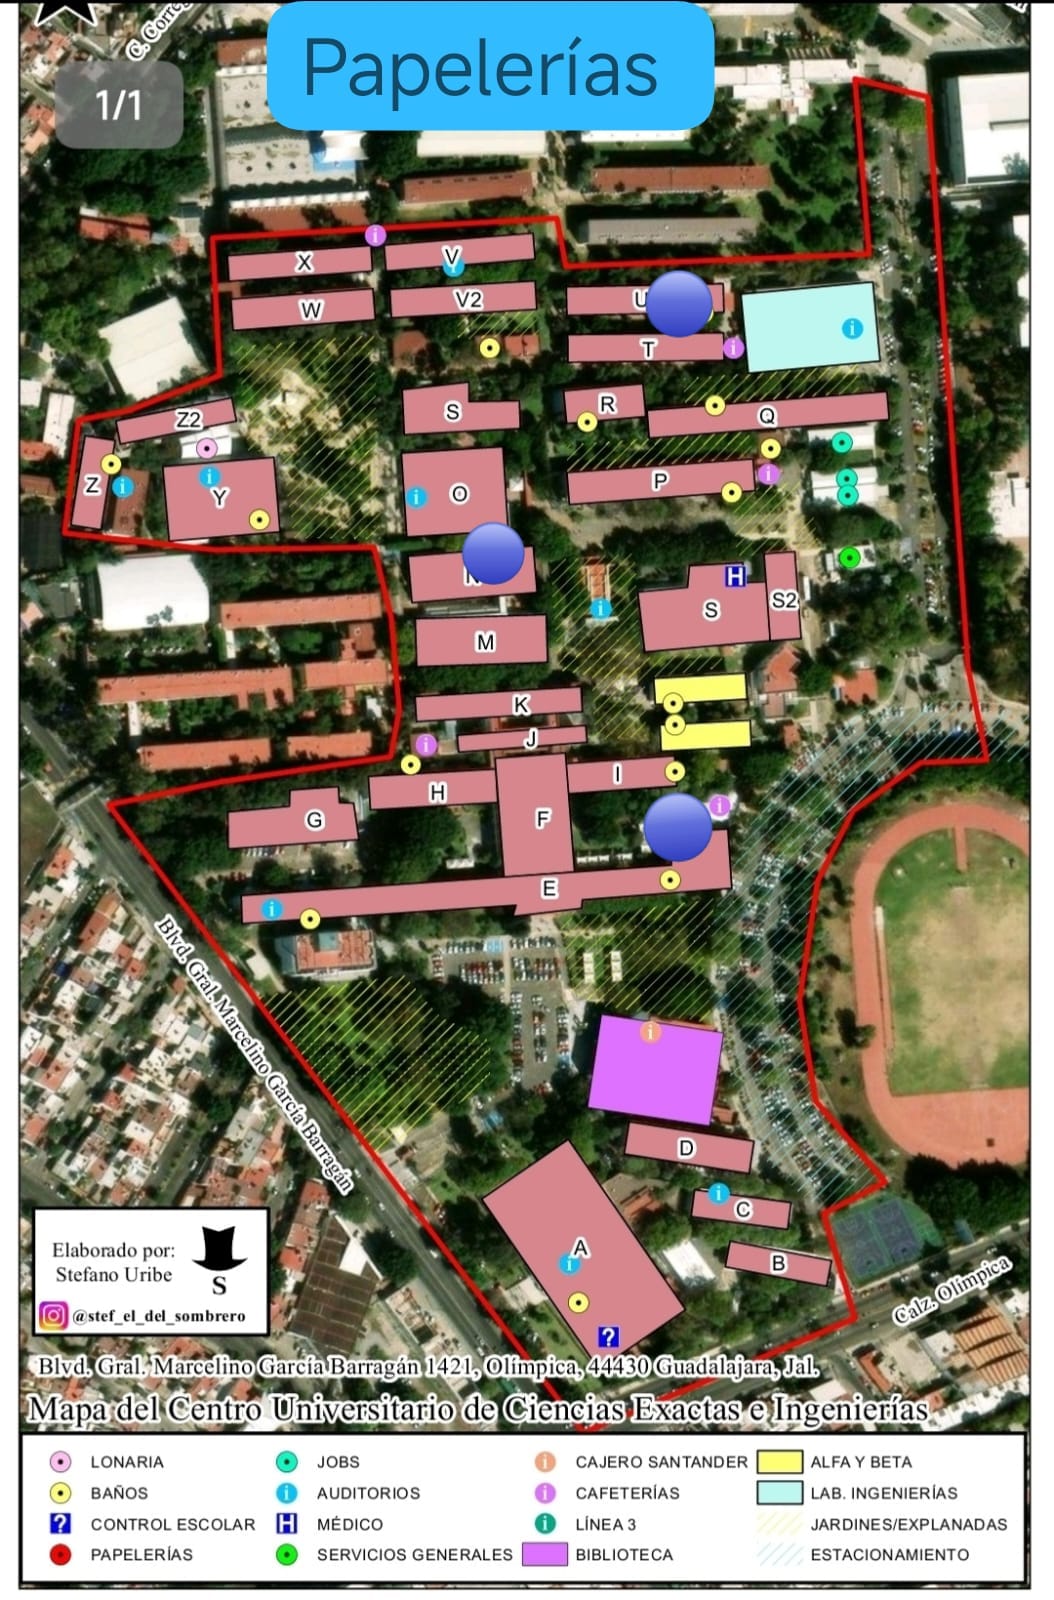 C. Correg
Papelerías
1/1
X
V
W
V2
U
T
S
R
Q
Z2
Z
Y
O
P
N
M
S
S2
K
J
H
I
G
F
E
Blvd. Gral. Marcelino García Barragán
D
C
A
B
Calz. Olímpica
Elaborado por:
Stefano Uribe
S
@stef_el_del_sombrero
Blvd. Gral. Marcelino García Barragán 1421, Olímpica, 44430 Guadalajara, Jal.
Mapa del Centro Universitario de Ciencias Exactas e Ingenierías
LONARIA
JOBS
CAJERO SANTANDER
ALFA Y BETA
BAÑOS
AUDITORIOS
CAFETERÍAS
LAB. INGENIERÍAS
? CONTROL ESCOLAR
H MÉDICO
LÍNEA 3
JARDINES/EXPLANADAS
PAPELERÍAS
SERVICIOS GENERALES
BIBLIOTECA
ESTACIONAMIENTO